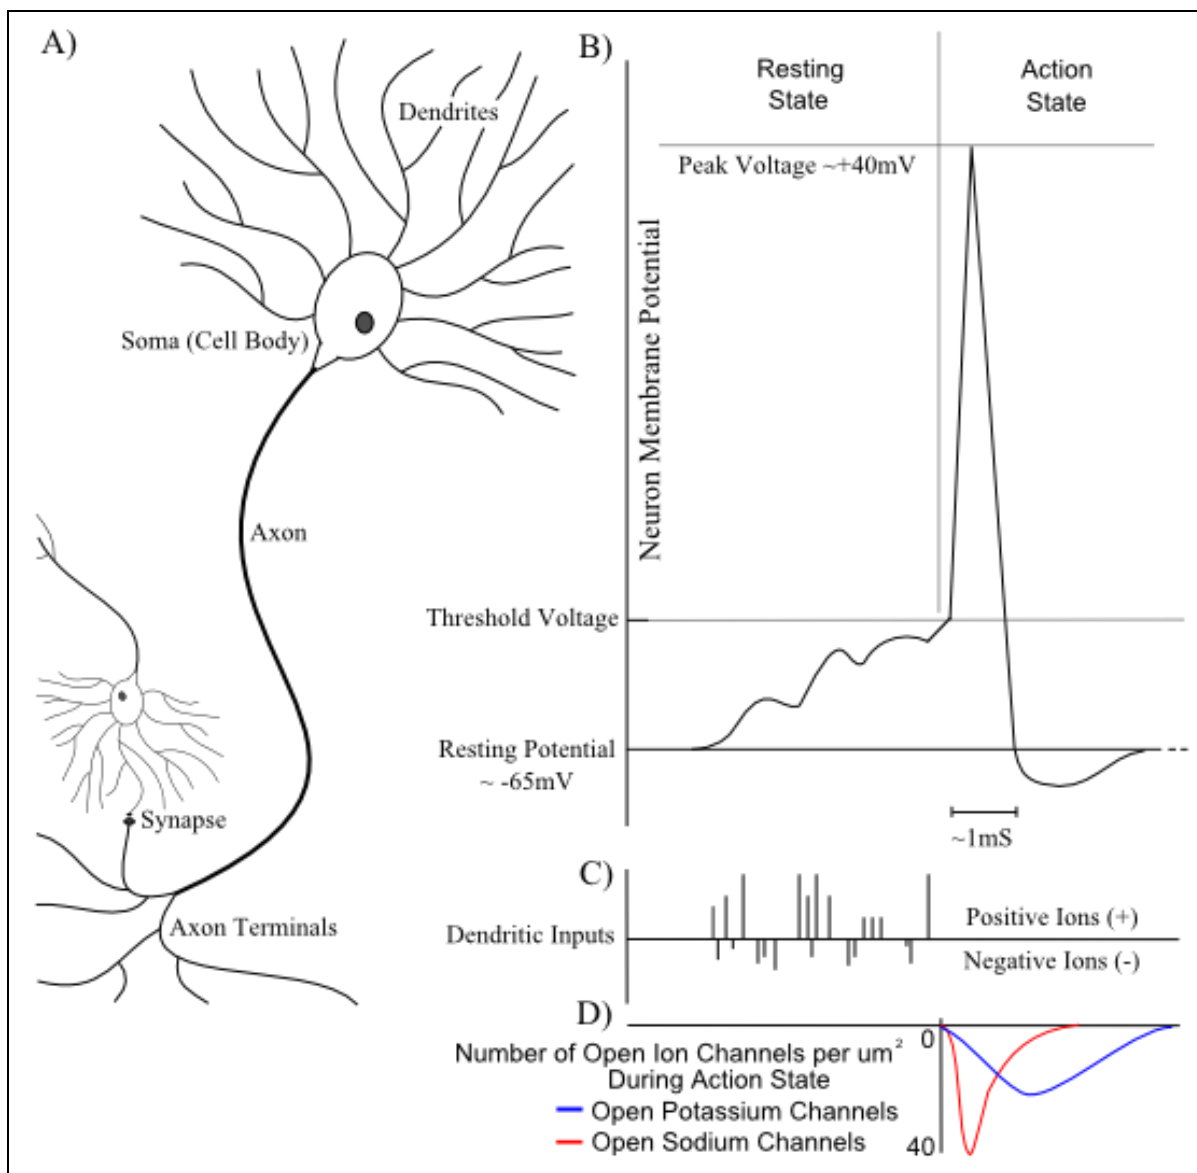 A)
Dendrites
Soma (Cell Body)
Axon
Synapse
Axon Terminals
B)
Resting
State
Action
State
Peak Voltage ~+40mV
Neuron Membrane Potential
Threshold Voltage
Resting Potential
~ -65mV
~1mS
C)
Dendritic Inputs
Positive Ions (+)
Negative Ions (-)
D)
0
Number of Open Ion Channels per um²
During Action State
Open Potassium Channels
Open Sodium Channels
40